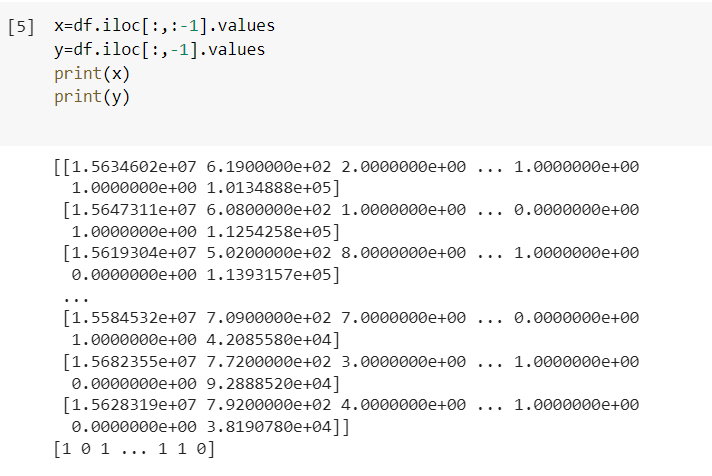 [5] x=df.iloc[:,:-1].values
y=df.iloc[:,-1].values
print(x)
print(y)
[[1.5634602e+07 6.1900000e+02 2.0000000e+00 ... 1.0000000e+00
1.0000000e+00 1.0134888e+05]
[1.5647311e+07 6.0800000e+02 1.0000000e+00 ... 0.0000000e+00
1.0000000e+00 1.1254258e+05]
[1.5619304e+07 5.0200000e+02 8.0000000e+00 ... 1.0000000e+00
0.0000000e+00 1.1393157e+05]
...
[1.5584532e+07 7.0900000e+02 7.0000000e+00 ... 0.0000000e+00
1.0000000e+00 4.2085580e+04]
[1.5682355e+07 7.7200000e+02 3.0000000e+00 ... 1.0000000e+00
0.0000000e+00 9.2888520e+04]
[1.5628319e+07 7.9200000e+02 4.0000000e+00 ... 1.0000000e+00
0.0000000e+00 3.8190780e+04]]
[1 0 1 ... 1 1 0]